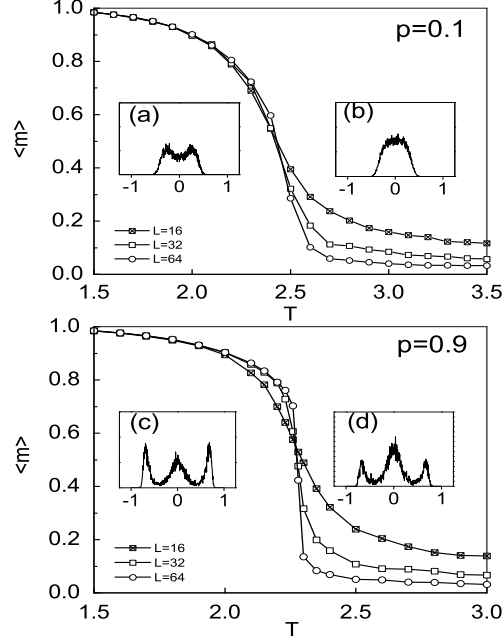 p=0.1
1.0
0.8
0.6
0.4
0.2
0.0
<m>
(a)
-1 0 1
(b)
-1 0 1
L=16
L=32
L=64
1.5 2.0 2.5 3.0 3.5
T
p=0.9
1.0
0.8
0.6
0.4
0.2
0.0
<m>
(c)
-1 0 1
(d)
-1 0 1
L=16
L=32
L=64
1.5 2.0 2.5 3.0
T